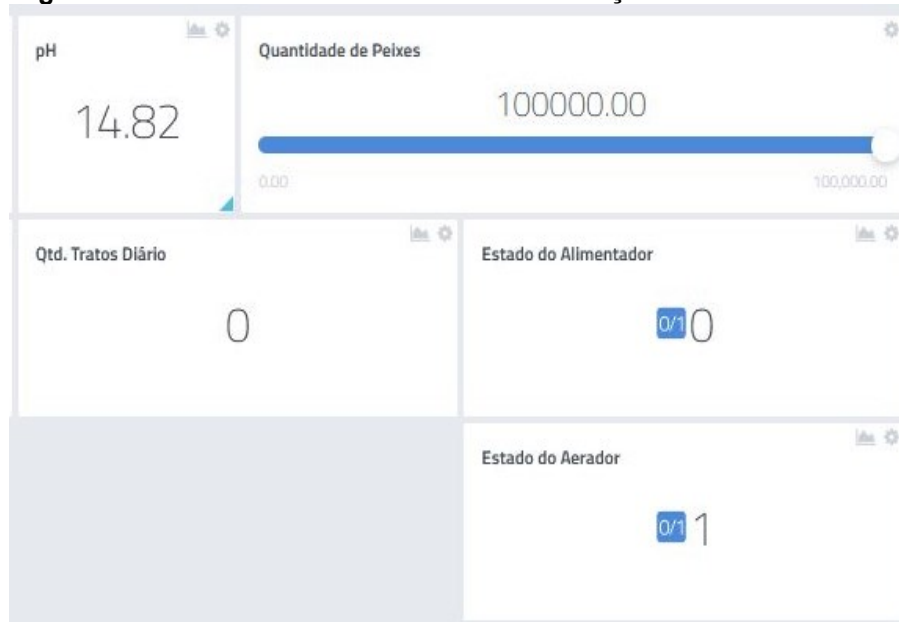 pH
14.82
Quantidade de Peixes
100000.00
0.00
100,000.00
Qtd. Tratos Diário
0
Estado do Alimentador
0/1 0
Estado do Aerador
0/1 1